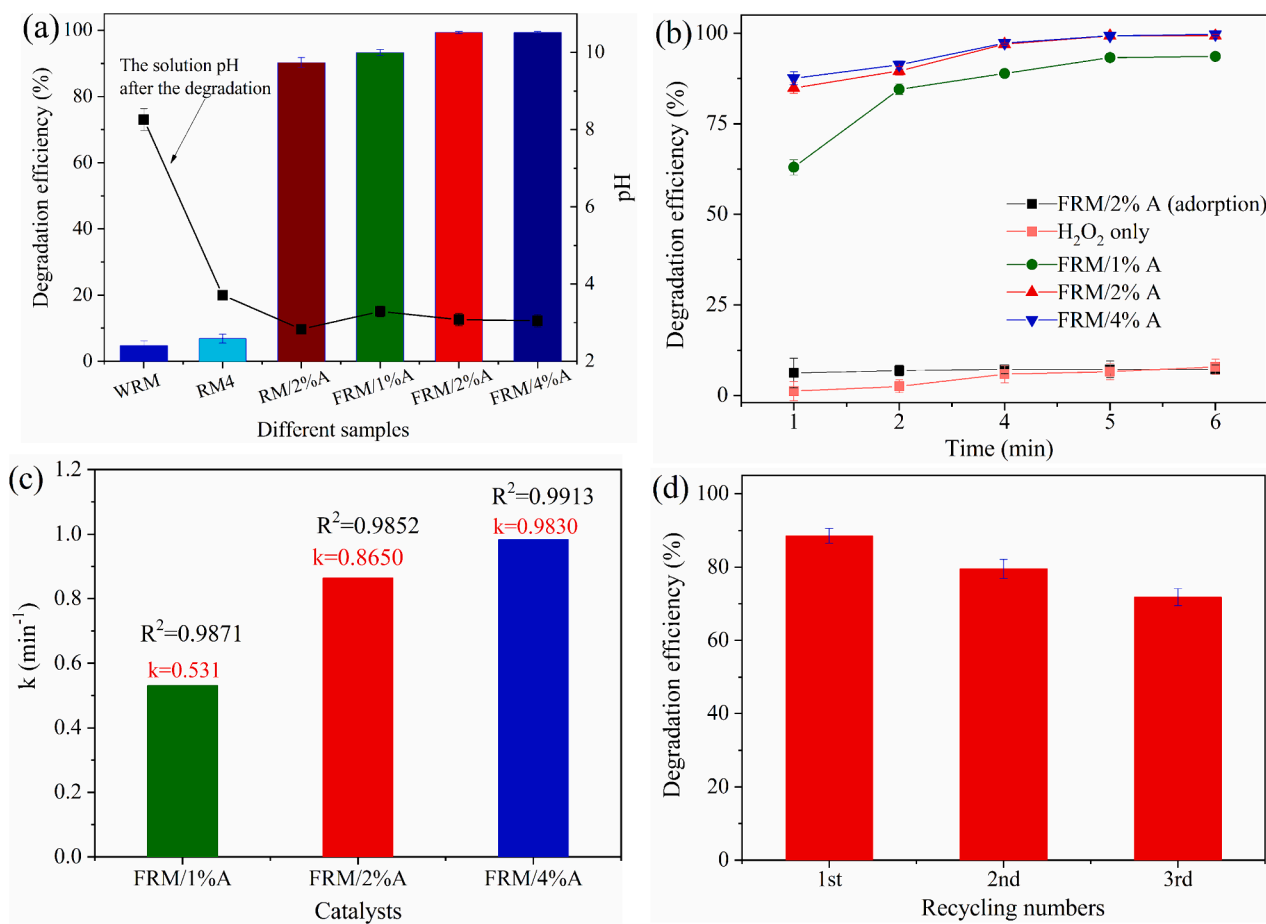 (a)
100
80
60
40
20
0
Degradation efficiency (%)
The solution pH
after the degradation
10
8
6
4
2
pH
WRM
RM4
RM/2%A
FRM/1%A
FRM/2%A
FRM/4%A
Different samples
(b)
100
75
50
25
0
Degradation efficiency (%)
FRM/2% A (adorption)
H₂O₂ only
FRM/1% A
FRM/2% A
FRM/4% A
1 2 4 5 6
Time (min)
(c)
1.2
1.0
0.8
0.6
0.4
0.2
0.0
k (min⁻¹)
R²=0.9871
k=0.531
R²=0.9852
k=0.8650
R²=0.9913
k=0.9830
FRM/1%A FRM/2%A FRM/4%A
Catalysts
(d)
100
80
60
40
20
0
Degradation efficiency (%)
1st 2nd 3rd
Recycling numbers